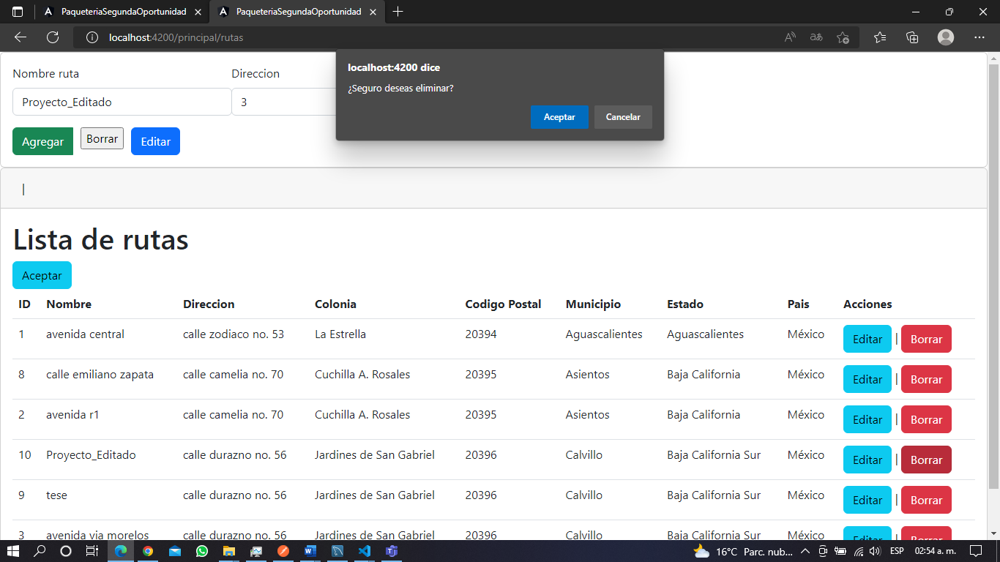 PaqueteriaSegundaOportunidad
PaqueteriaSegundaOportunidad
localhost:4200/principal/rutas
localhost:4200 dice
¿Seguro deseas eliminar?
Aceptar Cancelar
Nombre ruta Direccion
Proyecto_Editado 3
Agregar Borrar Editar
|
Lista de rutas
Aceptar
ID Nombre Direccion Colonia Codigo Postal Municipio Estado Pais Acciones
1 avenida central calle zodiaco no. 53 La Estrella 20394 Aguascalientes Aguascalientes México Editar | Borrar
8 calle emiliano zapata calle camelia no. 70 Cuchilla A. Rosales 20395 Asientos Baja California México Editar | Borrar
2 avenida r1 calle camelia no. 70 Cuchilla A. Rosales 20395 Asientos Baja California México Editar | Borrar
10 Proyecto_Editado calle durazno no. 56 Jardines de San Gabriel 20396 Calvillo Baja California Sur México Editar | Borrar
9 tese calle durazno no. 56 Jardines de San Gabriel 20396 Calvillo Baja California Sur México Editar | Borrar
3 avenida via morelos calle durazno no. 56 Jardines de San Gabriel 20396 Calvillo Baja California Sur México Editar | Borrar
16°C Parc. nub... ESP 02:54 a. m.